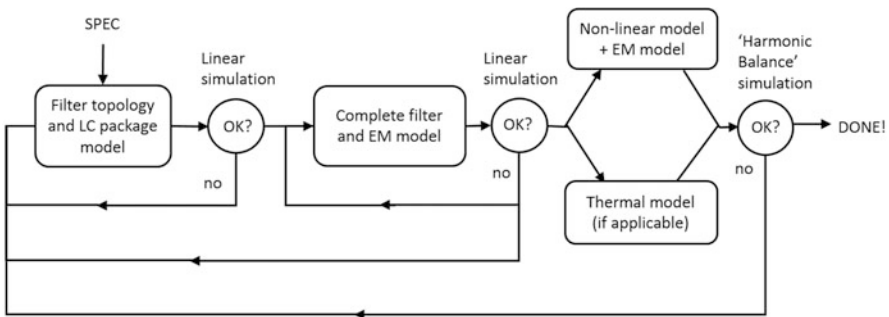 SPEC
Filter topology
and LC package
model
Linear
simulation
OK?
no
Complete filter
and EM model
Linear
simulation
OK?
no
Non-linear model
+ EM model
Thermal model
(if applicable)
‘Harmonic
Balance’
simulation
OK?
no
DONE!